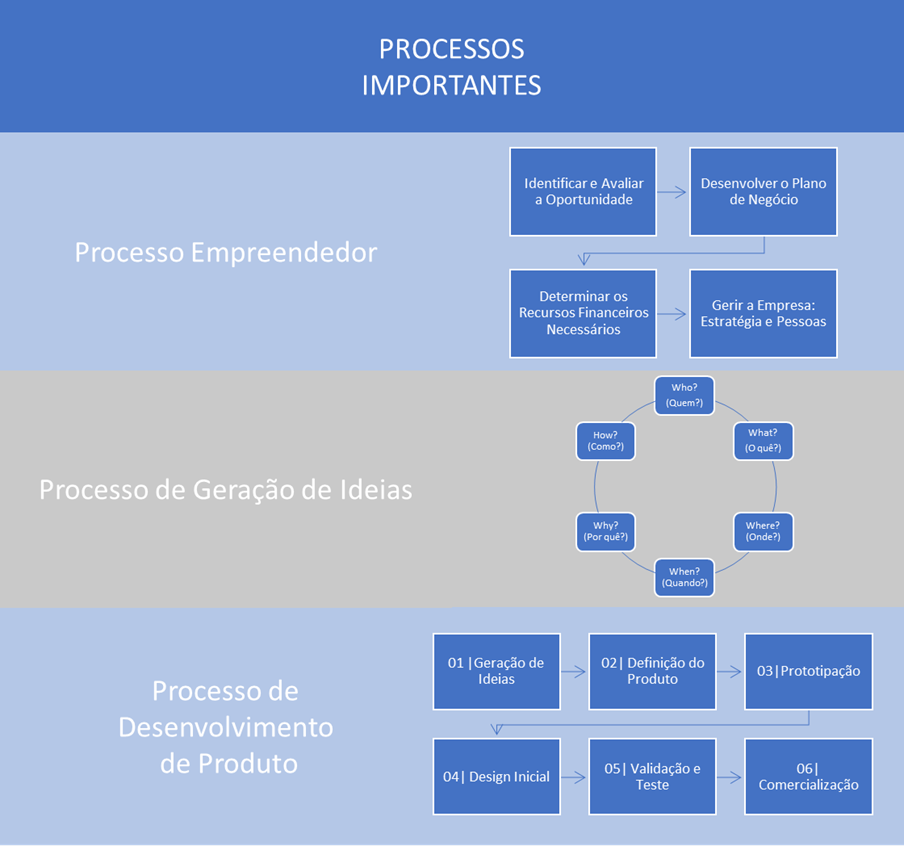 PROCESSOS
IMPORTANTES
Processo Empreendedor
Identificar e Avaliar
a Oportunidade
Desenvolver o Plano
de Negócio
Determinar os
Recursos Financeiros
Necessários
Gerir a Empresa:
Estratégia e Pessoas
Processo de Geração de Ideias
Who?
(Quem?)
What?
(O quê?)
Where?
(Onde?)
When?
(Quando?)
Why?
(Por quê?)
How?
(Como?)
Processo de
Desenvolvimento
de Produto
01|Geração de
Ideias
02| Definição do
Produto
03|Prototipação
04| Design Inicial
05| Validação e
Teste
06|
Comercialização